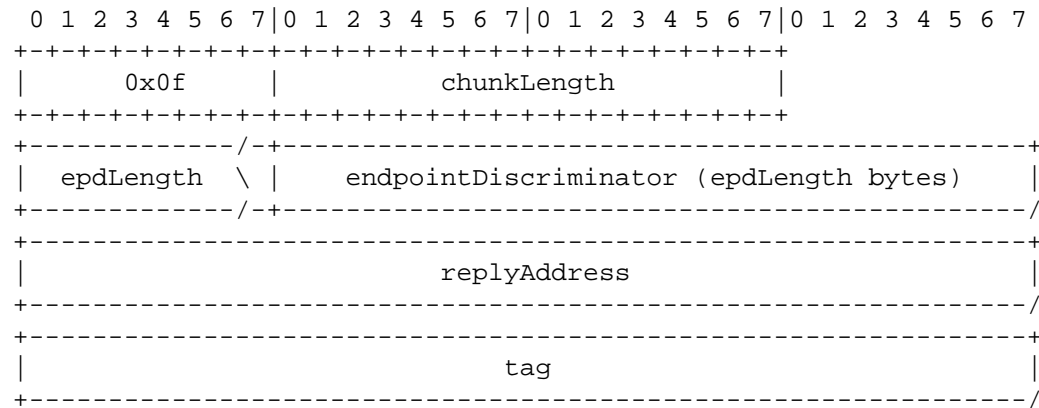 0 1 2 3 4 5 6 7|0 1 2 3 4 5 6 7|0 1 2 3 4 5 6 7|0 1 2 3 4 5 6 7
+-+-+-+-+-+-+-+-+-+-+-+-+-+-+-+-+-+-+-+-+-+-+-+-+
|      0x0f     |          chunkLength          |
+-+-+-+-+-+-+-+-+-+-+-+-+-+-+-+-+-+-+-+-+-+-+-+-+
+-------------/-+-----------------------------------------------+
|  epdLength  \ |    endpointDiscriminator (epdLength bytes)    |
+-------------/-+-----------------------------------------------/
+---------------------------------------------------------------+
|                          replyAddress                         |
+---------------------------------------------------------------/
+---------------------------------------------------------------+
|                              tag                              |
+---------------------------------------------------------------/